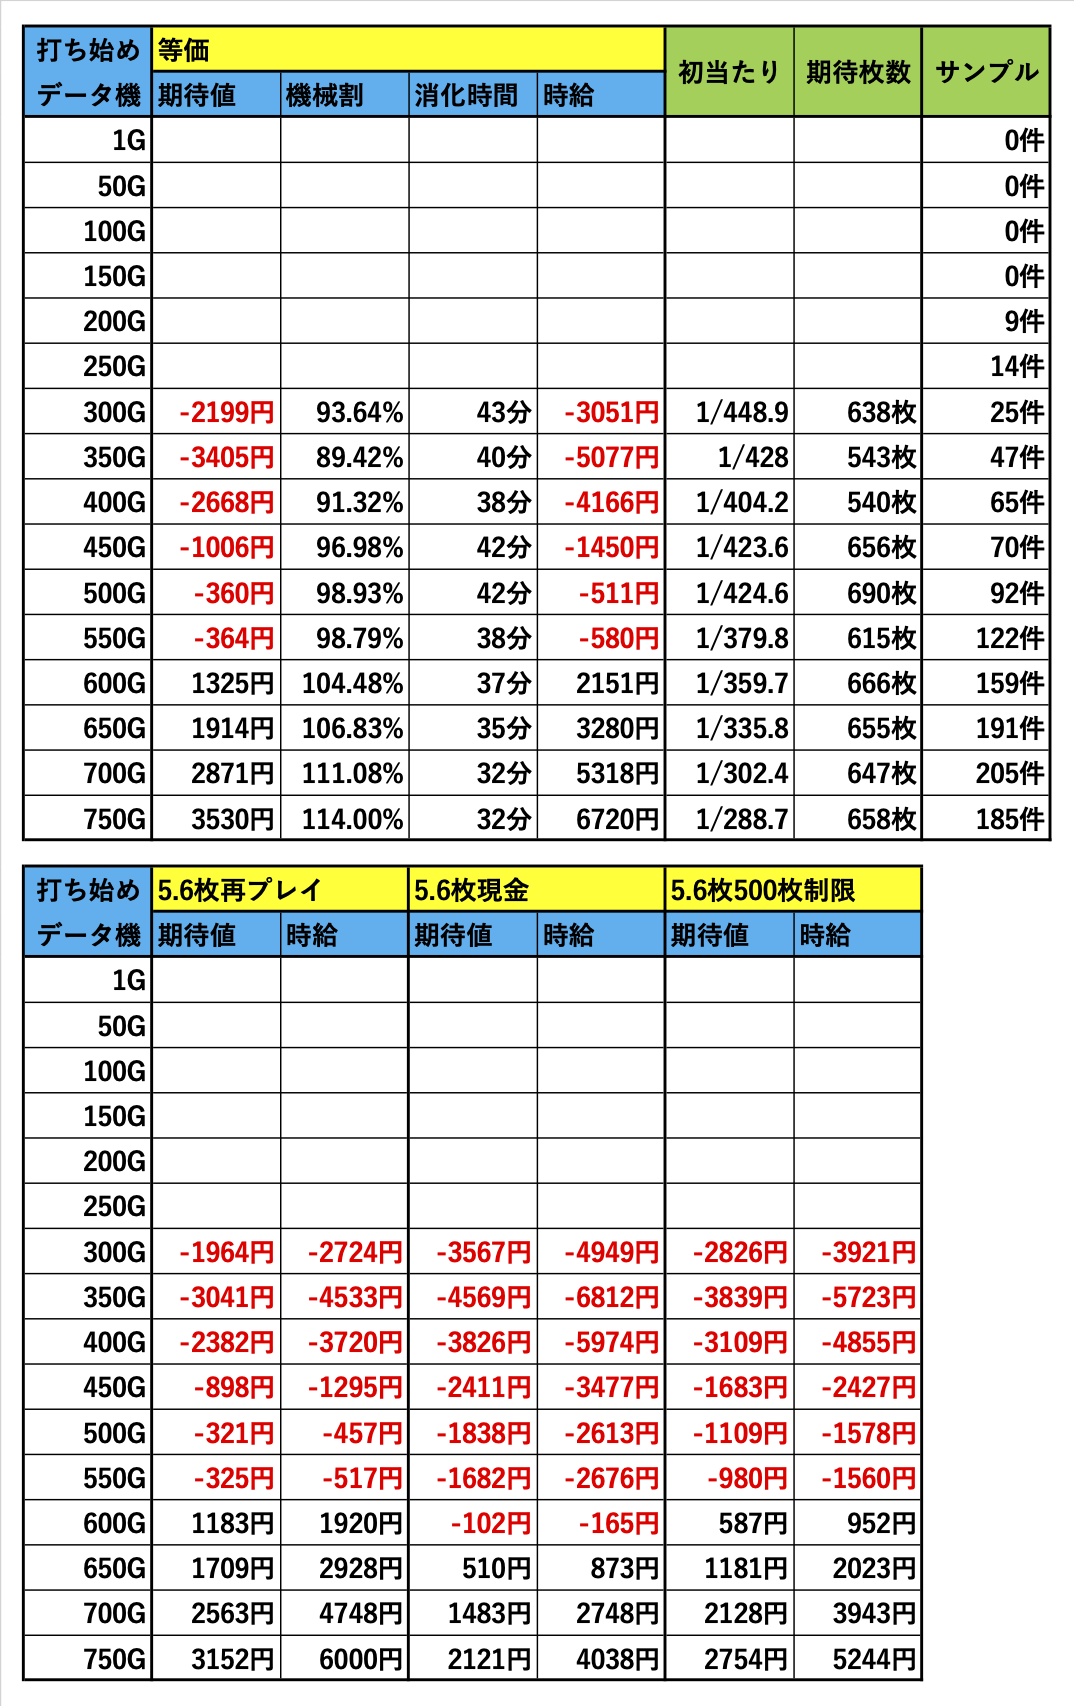 打ち始め 等価 初当たり 期待枚数 サンプル
データ機 期待値 機械割 消化時間 時給
1G 0件
50G 0件
100G 0件
150G 0件
200G 9件
250G 14件
300G -2199円 93.64% 43分 -3051円 1/448.9 638枚 25件
350G -3405円 89.42% 40分 -5077円 1/428 543枚 47件
400G -2668円 91.32% 38分 -4166円 1/404.2 540枚 65件
450G -1006円 96.98% 42分 -1450円 1/423.6 656枚 70件
500G -360円 98.93% 42分 -511円 1/424.6 690枚 92件
550G -364円 98.79% 38分 -580円 1/379.8 615枚 122件
600G 1325円 104.48% 37分 2151円 1/359.7 666枚 159件
650G 1914円 106.83% 35分 3280円 1/335.8 655枚 191件
700G 2871円 111.08% 32分 5318円 1/302.4 647枚 205件
750G 3530円 114.00% 32分 6720円 1/288.7 658枚 185件
打ち始め 5.6枚再プレイ 5.6枚現金 5.6枚500枚制限
データ機 期待値 時給 期待値 時給 期待値 時給
1G
50G
100G
150G
200G
250G
300G -1964円 -2724円 -3567円 -4949円 -2826円 -3921円
350G -3041円 -4533円 -4569円 -6812円 -3839円 -5723円
400G -2382円 -3720円 -3826円 -5974円 -3109円 -4855円
450G -898円 -1295円 -2411円 -3477円 -1683円 -2427円
500G -321円 -457円 -1838円 -2613円 -1109円 -1578円
550G -325円 -517円 -1682円 -2676円 -980円 -1560円
600G 1183円 1920円 -102円 -165円 587円 952円
650G 1709円 2928円 510円 873円 1181円 2023円
700G 2563円 4748円 1483円 2748円 2128円 3943円
750G 3152円 6000円 2121円 4038円 2754円 5244円